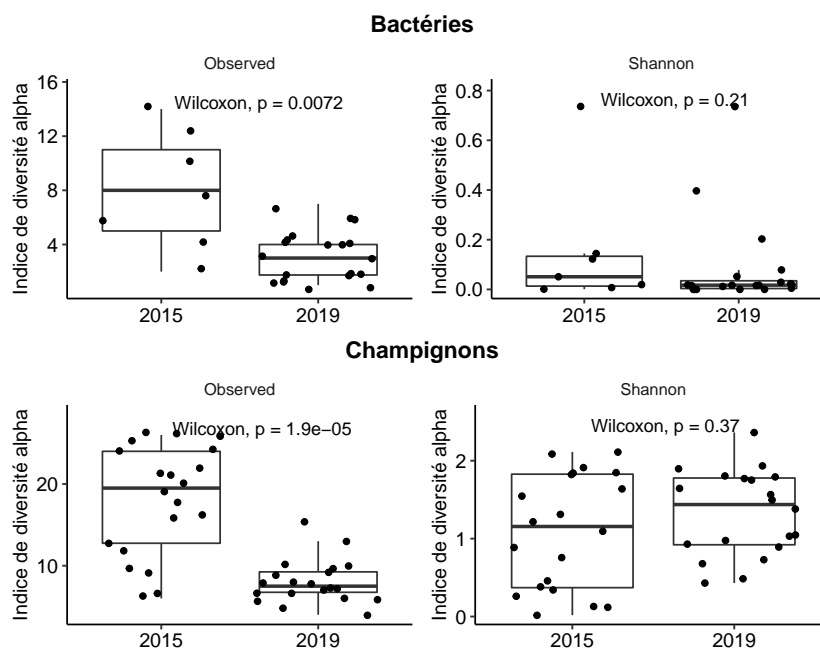 Bactéries
Observed
Shannon
Indice de diversité alpha
16
12
8
4
Wilcoxon, p = 0.0072
2015
2019
Indice de diversité alpha
0.8
0.6
0.4
0.2
0.0
Wilcoxon, p = 0.21
2015
2019
Champignons
Observed
Shannon
Indice de diversité alpha
20
10
Wilcoxon, p = 1.9e−05
2015
2019
Indice de diversité alpha
2
1
0
Wilcoxon, p = 0.37
2015
2019